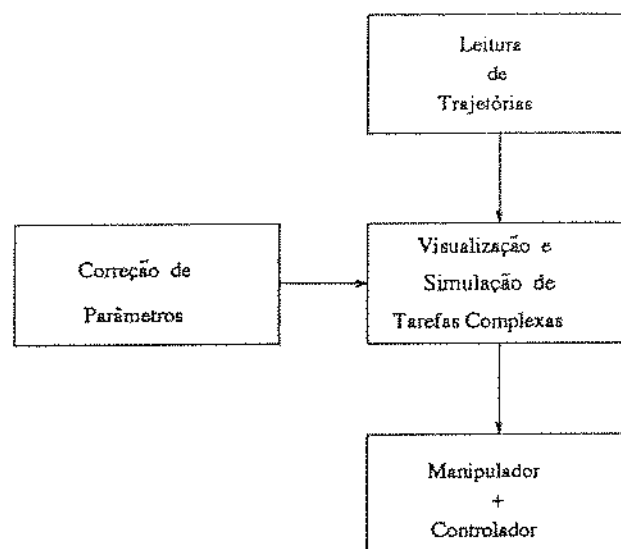 Leitura
de
Trajetórias
Correção de
Parâmetros
Visualização e
Simulação de
Tarefas Complexas
Manipulador
+
Controlador